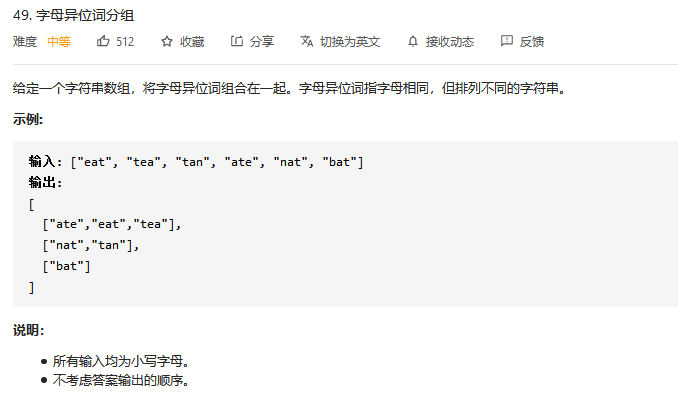 49. 字母异位词分组
难度 中等 512 收藏 分享 切换为英文 接收动态 反馈
给定一个字符串数组，将字母异位词组合在一起。字母异位词指字母相同，但排列不同的字符串。
示例:
输入: ["eat", "tea", "tan", "ate", "nat", "bat"]
输出:
[
["ate","eat","tea"],
["nat","tan"],
["bat"]
]
说明：
所有输入均为小写字母。
不考虑答案输出的顺序。